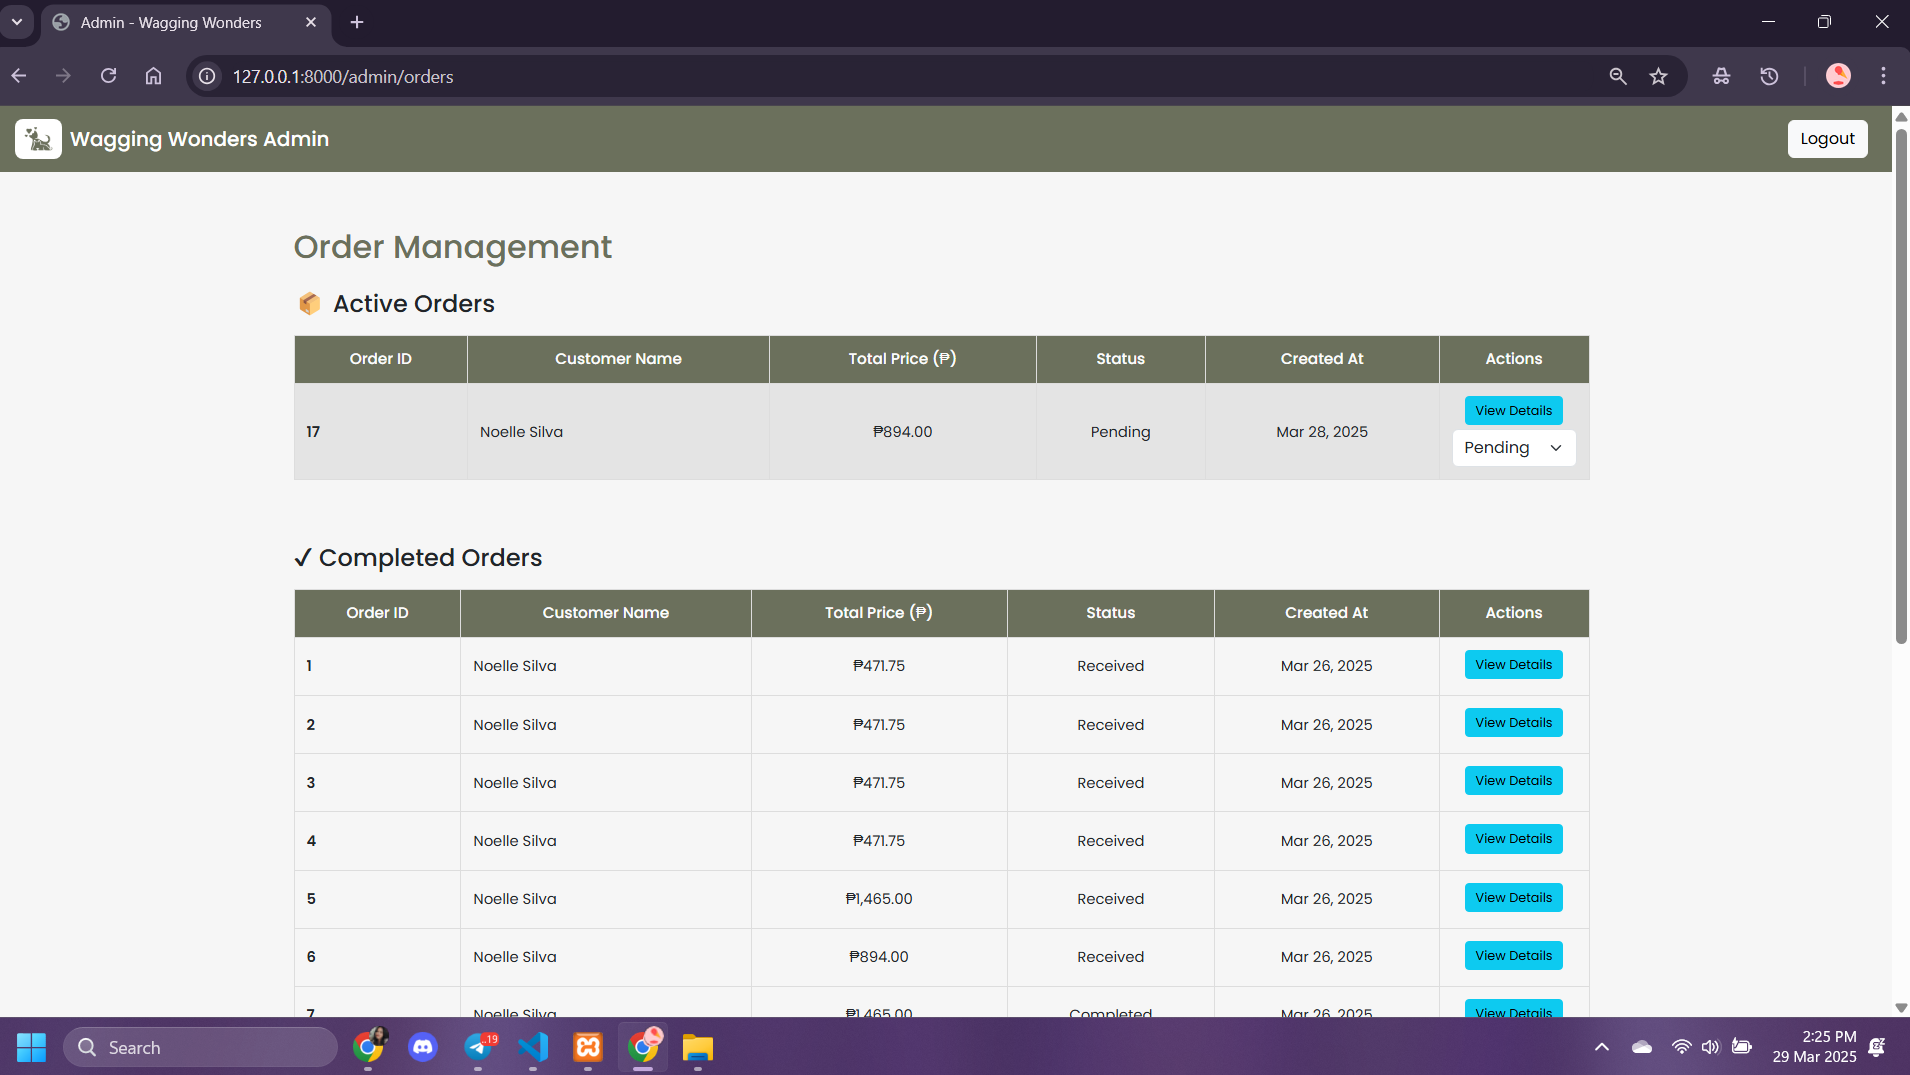 Admin - Wagging Wonders
127.0.0.1:8000/admin/orders
Wagging Wonders Admin
Logout
Order Management
Active Orders
Order ID Customer Name Total Price (₱) Status Created At Actions
17 Noelle Silva ₱894.00 Pending Mar 28, 2025 View Details
Pending
✓ Completed Orders
Order ID Customer Name Total Price (₱) Status Created At Actions
1 Noelle Silva ₱471.75 Received Mar 26, 2025 View Details
2 Noelle Silva ₱471.75 Received Mar 26, 2025 View Details
3 Noelle Silva ₱471.75 Received Mar 26, 2025 View Details
4 Noelle Silva ₱471.75 Received Mar 26, 2025 View Details
5 Noelle Silva ₱1,465.00 Received Mar 26, 2025 View Details
6 Noelle Silva ₱894.00 Received Mar 26, 2025 View Details
7 Noelle Silva ₱1,465.00 Completed Mar 26, 2025 View Details
Search
..19
2:25 PM
29 Mar 2025